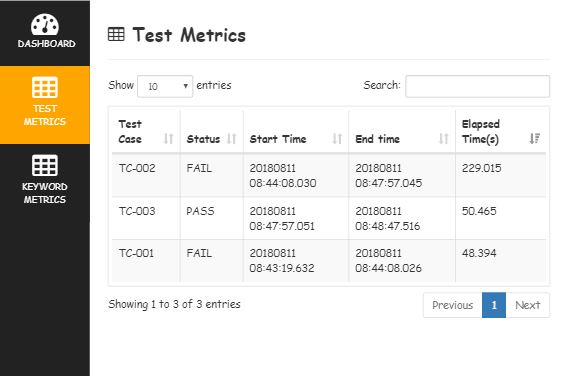 DASHBOARD
TEST
METRICS
KEYWORD
METRICS
Test Metrics
Show 10 entries
Search:
Test
Case
Status
Start Time
End time
Elapsed
Time(s)
TC-002
FAIL
20180811
08:44:08.030
20180811
08:47:57.045
229.015
TC-003
PASS
20180811
08:47:57.051
20180811
08:48:47.516
50.465
TC-001
FAIL
20180811
08:43:19.632
20180811
08:44:08.026
48.394
Showing 1 to 3 of 3 entries
Previous 1 Next